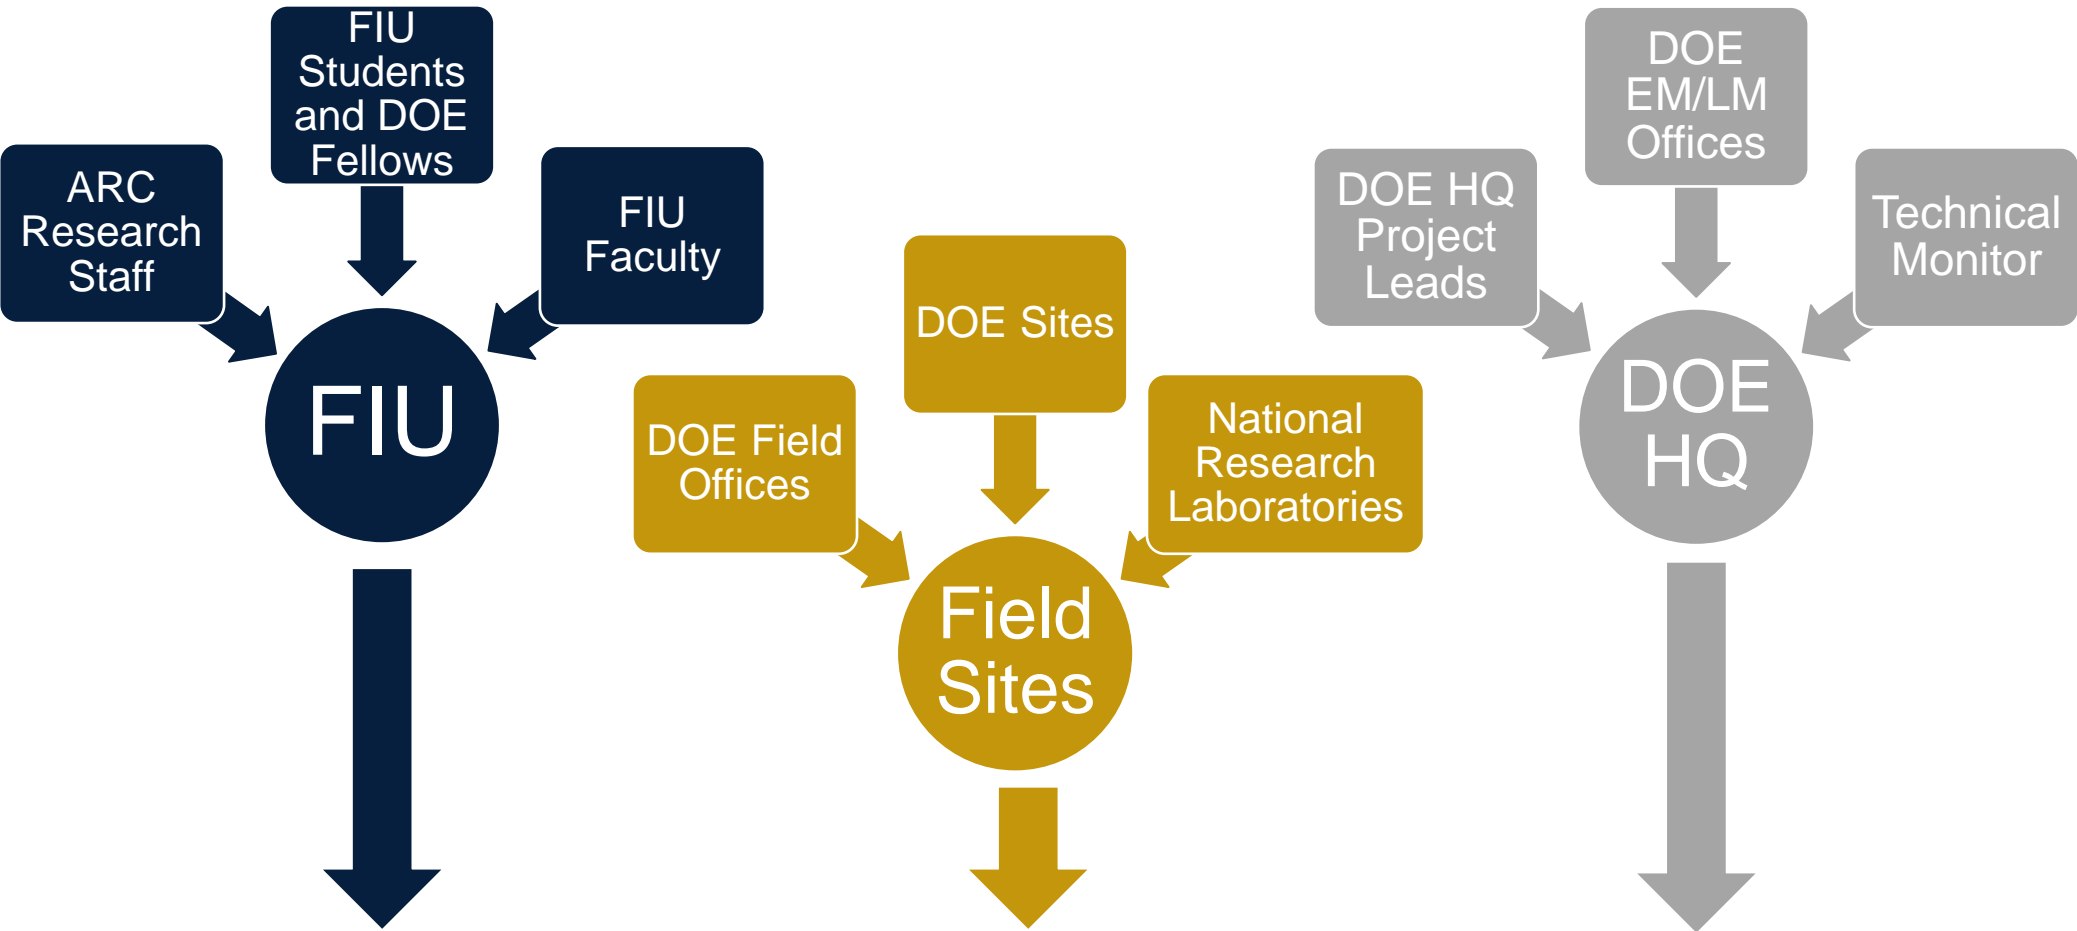 FIU
Students
and DOE
Fellows
ARC
Research
Staff
FIU
Faculty
FIU
DOE Sites
DOE Field
Offices
National
Research
Laboratories
Field
Sites
DOE
EM/LM
Offices
DOE HQ
Project
Leads
Technical
Monitor
DOE
HQ